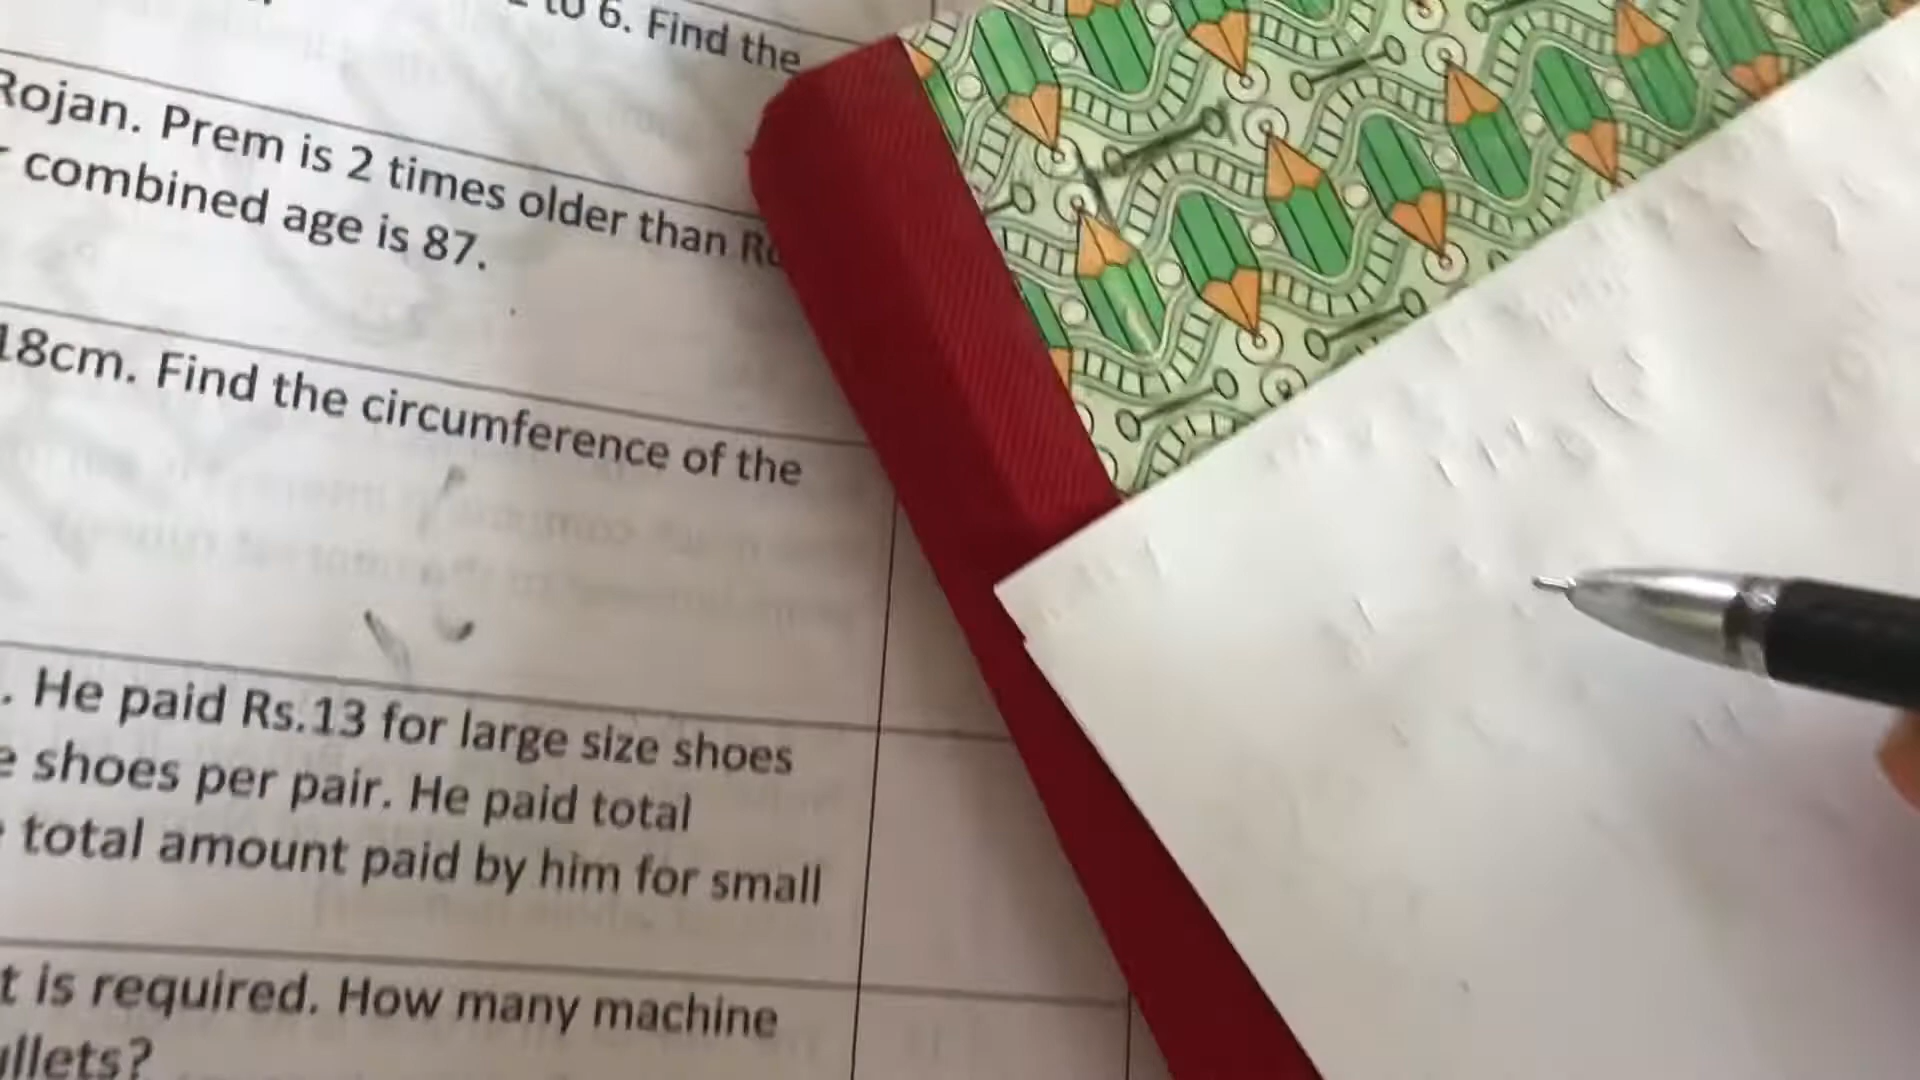 to 6. Find the
Rojan. Prem is 2 times older than
combined age is 87.
18cm. Find the circumference of the
. He paid Rs.13 for large size shoes
e shoes per pair. He paid total
total amount paid by him for small
t is required. How many machine
ullets?